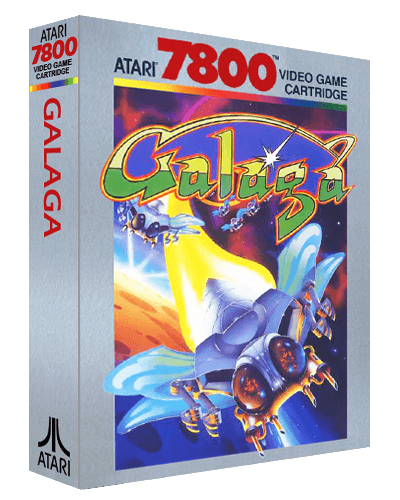 ATARI
7800
VIDEO GAME
CARTRIDGE
GALAGA
ATARI
ATARI 7800™ VIDEO GAME
CARTRIDGE
Galaga